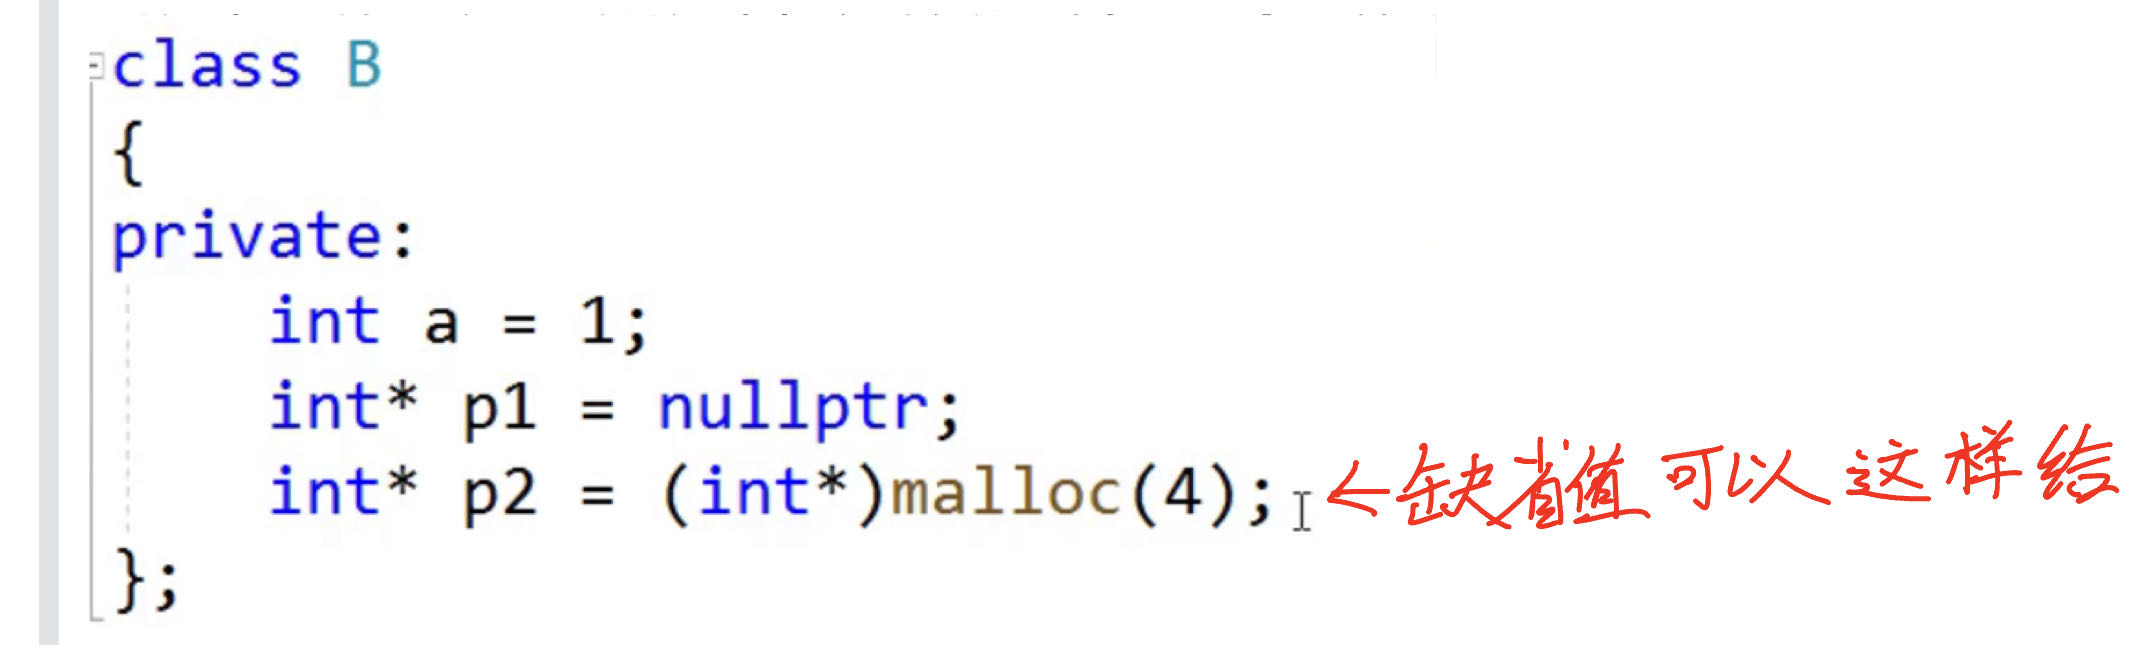 class B
{
private:
    int a = 1;
    int* p1 = nullptr;
    int* p2 = (int*)malloc(4); ←缺省值可以这样给
};